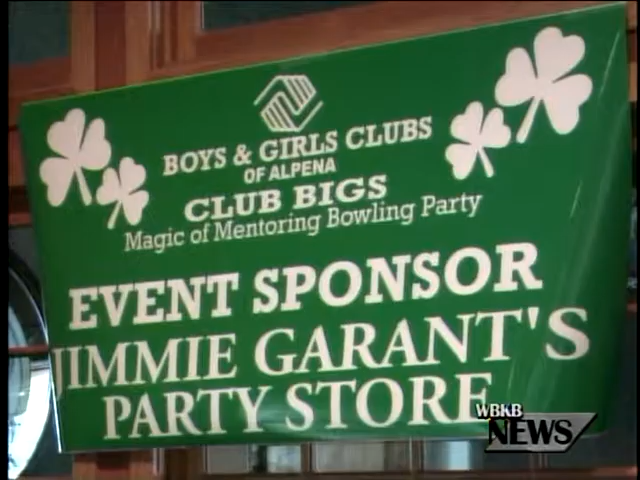 BOYS & GIRLS CLUBS
OF ALPENA
CLUB BIGS
Magic of Mentoring Bowling Party
EVENT SPONSOR
JIMMIE GARANT'S
PARTY STORE
WBKB
NEWS